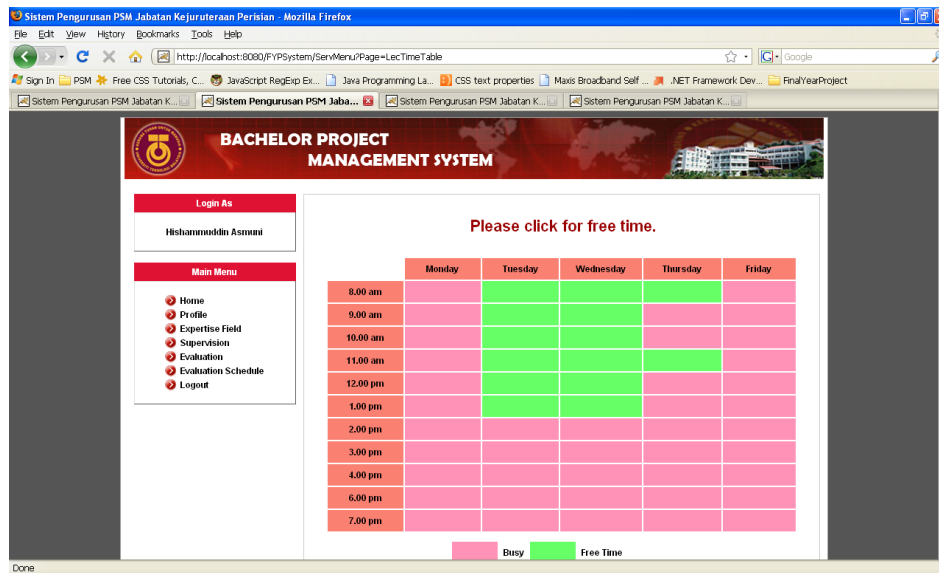 Sistem Pengurusan PSM Jabatan Kejuruteraan Perisian - Mozilla Firefox
File Edit View History Bookmarks Tools Help
http://localhost:8080/FYPSystem/ServMenu?Page=LecTimeTable
Google
Sign In PSM Free CSS Tutorials, C... JavaScript RegExp Ex... Java Programming La... CSS text properties Maxis Broadband Self ... .NET Framework Dev... FinalYearProject
Sistem Pengurusan PSM Jabatan K... Sistem Pengurusan PSM Jaba... Sistem Pengurusan PSM Jabatan K... Sistem Pengurusan PSM Jabatan K...
BACHELOR PROJECT
MANAGEMENT SYSTEM
Login As
Hishammuddin Asmuni
Main Menu
Home
Profile
Expertise Field
Supervision
Evaluation
Evaluation Schedule
Logout
Please click for free time.
Monday Tuesday Wednesday Thursday Friday
8.00 am
9.00 am
10.00 am
11.00 am
12.00 pm
1.00 pm
2.00 pm
3.00 pm
4.00 pm
6.00 pm
7.00 pm
Busy Free Time
Done